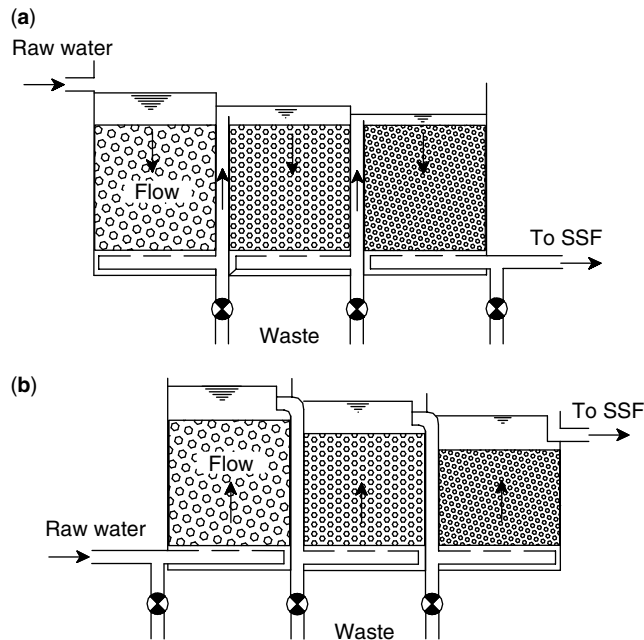 (a)
Raw water
Flow
To SSF
Waste
(b)
To SSF
Flow
Raw water
Waste